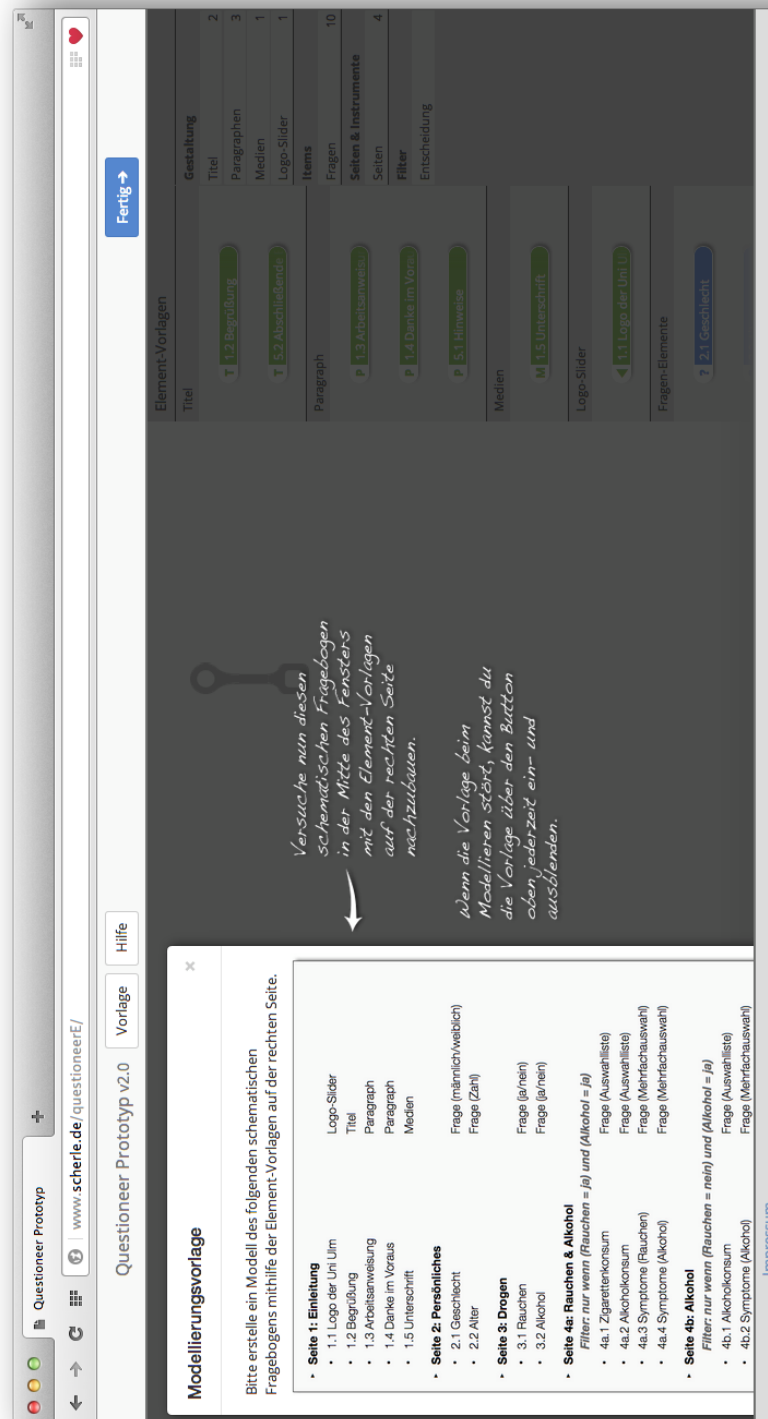 Questioneer Prototyp
www.scherle.de/questioneerE/
Questioneer Prototyp v2.0
Vorlage
Hilfe
Fertig →
Modellierungsvorlage
×
Bitte erstelle ein Modell des folgenden schematischen
Fragebogens mithilfe der Element-Vorlagen auf der rechten Seite.
Seite 1: Einleitung
• 1.1 Logo der Uni Ulm Logo-Slider
• 1.2 Begrüßung Titel
• 1.3 Arbeitsanweisung Paragraph
• 1.4 Danke im Voraus Paragraph
• 1.5 Unterschrift Medien
Seite 2: Persönliches
• 2.1 Geschlecht Frage (männlich/weiblich)
• 2.2 Alter Frage (Zahl)
Seite 3: Drogen
• 3.1 Rauchen Frage (ja/nein)
• 3.2 Alkohol Frage (ja/nein)
Seite 4a: Rauchen & Alkohol
Filter: nur wenn (Rauchen = ja) und (Alkohol = ja)
• 4a.1 Zigarettenkonsum Frage (Auswahlliste)
• 4a.2 Alkoholkonsum Frage (Auswahlliste)
• 4a.3 Symptome (Rauchen) Frage (Mehrfachauswahl)
• 4a.4 Symptome (Alkohol) Frage (Mehrfachauswahl)
Seite 4b: Alkohol
Filter: nur wenn (Rauchen = nein) und (Alkohol = ja)
• 4b.1 Alkoholkonsum Frage (Auswahlliste)
• 4b.2 Symptome (Alkohol) Frage (Mehrfachauswahl)
Versuche nun diesen
schematischen Fragebogen
in der Mitte des Fensters
mit den Element-Vorlagen
auf der rechten Seite
nachzubauen.
Wenn die Vorlage beim
Modellieren stört, kannst du
die Vorlage über den Button
oben jederzeit ein- und
ausblenden.
Element-Vorlagen
Titel
T 1.2 Begrüßung
T 5.2 Abschließende
Paragraph
P 1.3 Arbeitsanweisu
P 1.4 Danke im Vorau
P 5.1 Hinweise
Medien
M 1.5 Unterschrift
Logo-Slider
1.1 Logo der Uni U
Fragen-Elemente
? 2.1 Geschlecht
Gestaltung
Titel 2
Paragraphen 3
Medien 1
Logo-Slider 1
Items
Fragen 10
Seiten & Instrumente
Seiten 4
Filter
Entscheidung
Impressum